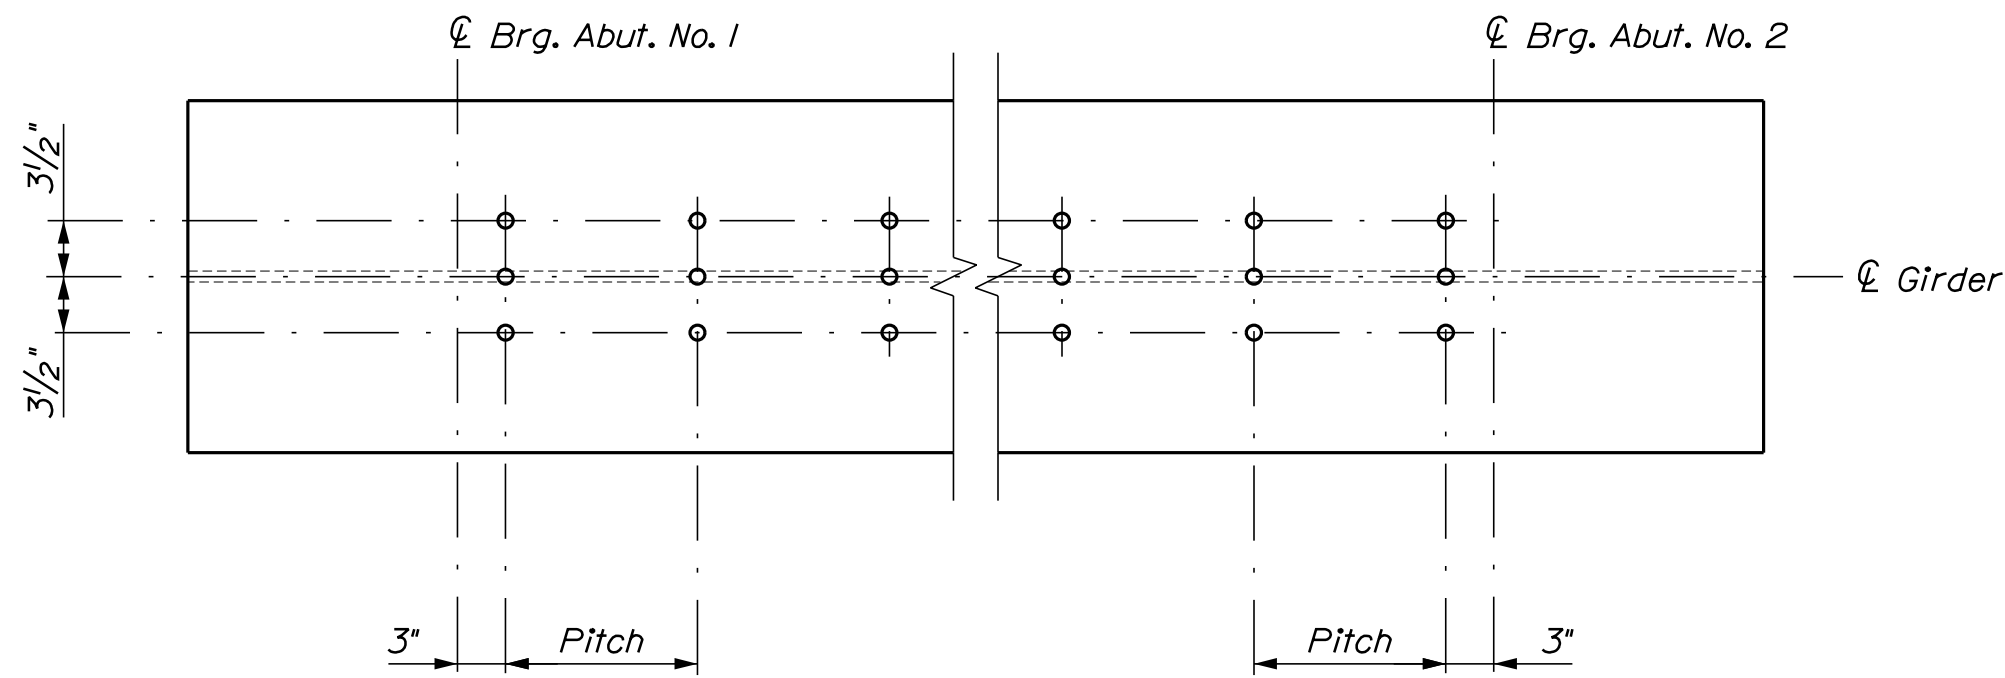 ℄ Brg. Abut. No. 1
℄ Brg. Abut. No. 2
3½"
℄ Girder
3½"
3"
Pitch
Pitch
3"